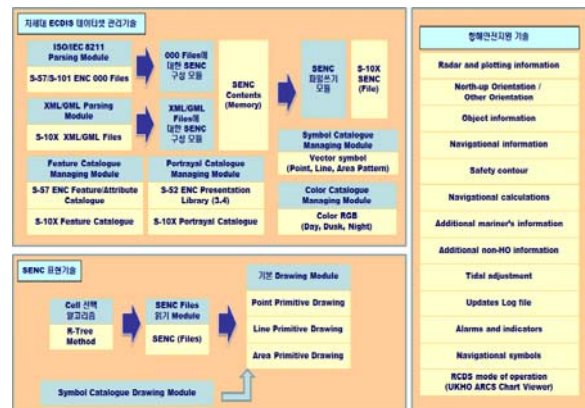 차세대 ECDIS 데이터셋 관리기술
ISO/IEC 8211
Parsing Module
S-57/S-101 ENC 000 Files
000 Files에
대한 SENC
구성 모듈
XML/GML Parsing
Module
S-10X XML/GML Files
XML/GML
Files에
대한 SENC
구성 모듈
SENC
Contents
(Memory)
SENC
파일쓰기
모듈
S-10X
SENC
(File)
Symbol Catalogue
Managing Module
Vector symbol
(Point, Line, Area Pattern)
Feature Catalogue
Managing Module
S-57 ENC Feature/Attribute
Catalogue
S-10X Feature Catalogue
Portrayal Catalogue
Managing Module
S-52 ENC Presentation
Library (3.4)
S-10X Portrayal Catalogue
Color Catalogue
Managing Module
Color RGB
(Day, Dusk, Night)
SENC 표현기술
Cell 선택
알고리즘
R-Tree
Method
SENC Files
읽기 Module
SENC (Files)
기본 Drawing Module
Point Primitive Drawing
Line Primitive Drawing
Area Primitive Drawing
Symbol Catalogue Drawing Module
항해안전지원 기술
Radar and plotting information
North-up Orientation /
Other Orientation
Object information
Navigational information
Safety contour
Navigational calculations
Additional mariner's information
Additional non-HO information
Tidal adjustment
Updates Log file
Alarms and indicators
Navigational symbols
RCDS mode of operation
(UKHO ARCS Chart Viewer)